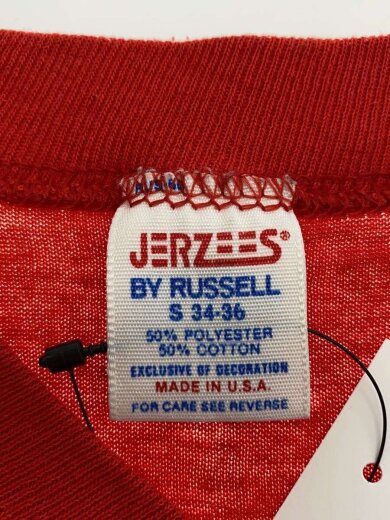 JERZEES®
BY RUSSELL
S 34-36
50% POLYESTER
50% COTTON
EXCLUSIVE OF DECORATION
MADE IN U.S.A.
FOR CARE SEE REVERSE